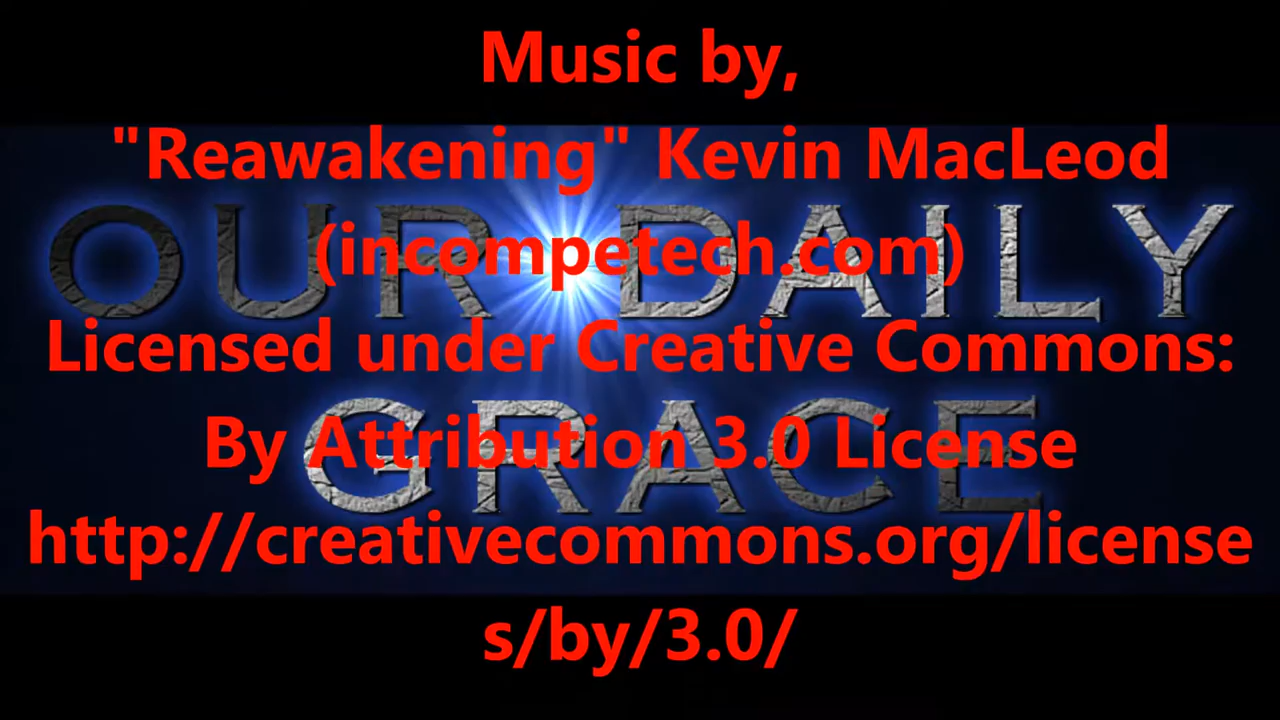 Music by,
"Reawakening" Kevin MacLeod
OUR DAILY
(incompetech.com)
Licensed under Creative Commons:
By Attribution 3.0 License
GRACE
http://creativecommons.org/license
s/by/3.0/